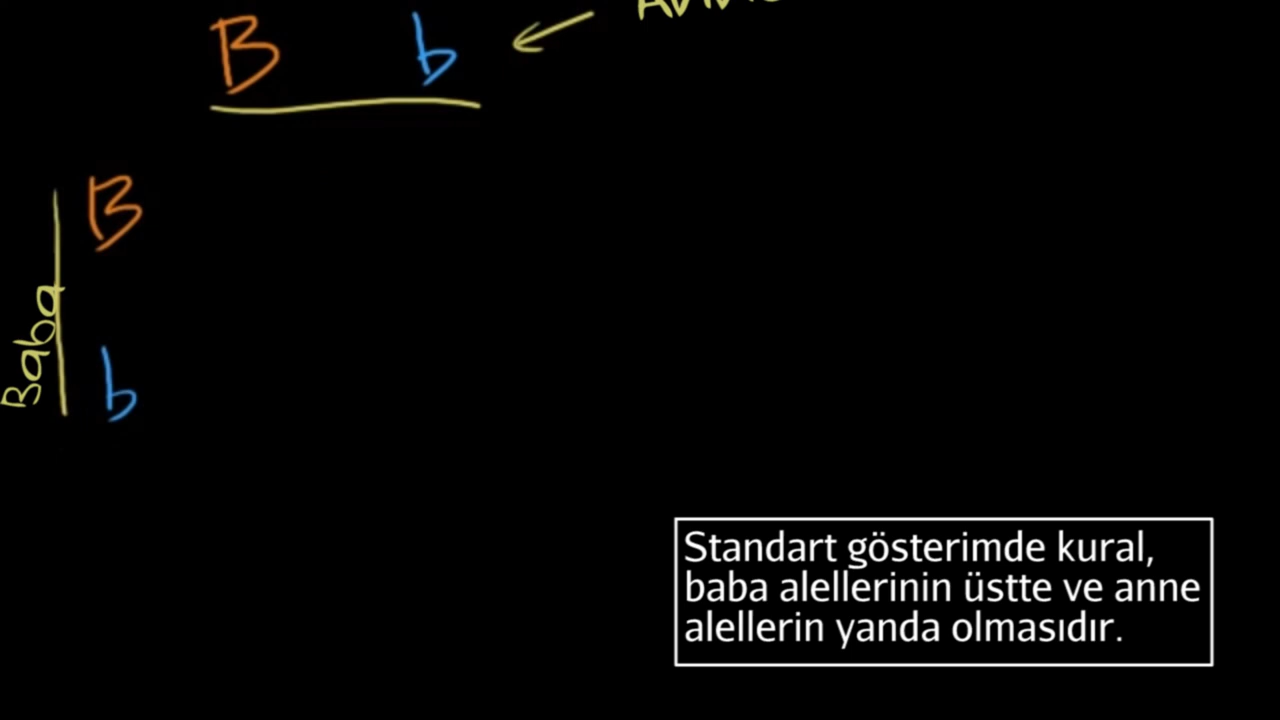 B b
B
Baba
b
Standart gösterimde kural,
baba alellerinin üstte ve anne
alellerin yanda olmasıdır.